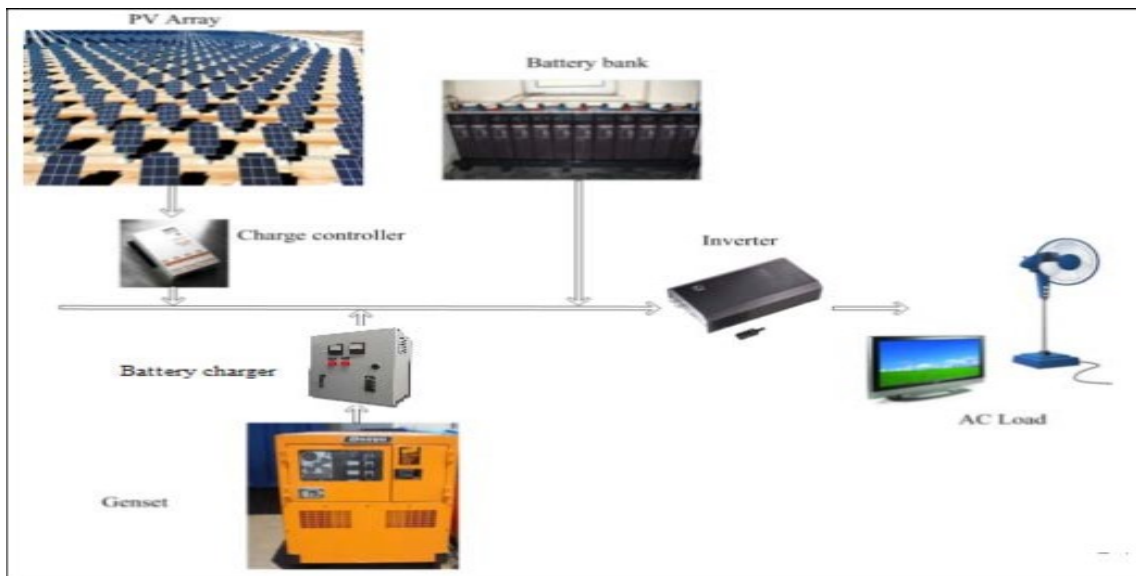 PV Array
Battery bank
Charge controller
Inverter
Battery charger
AC Load
Genset